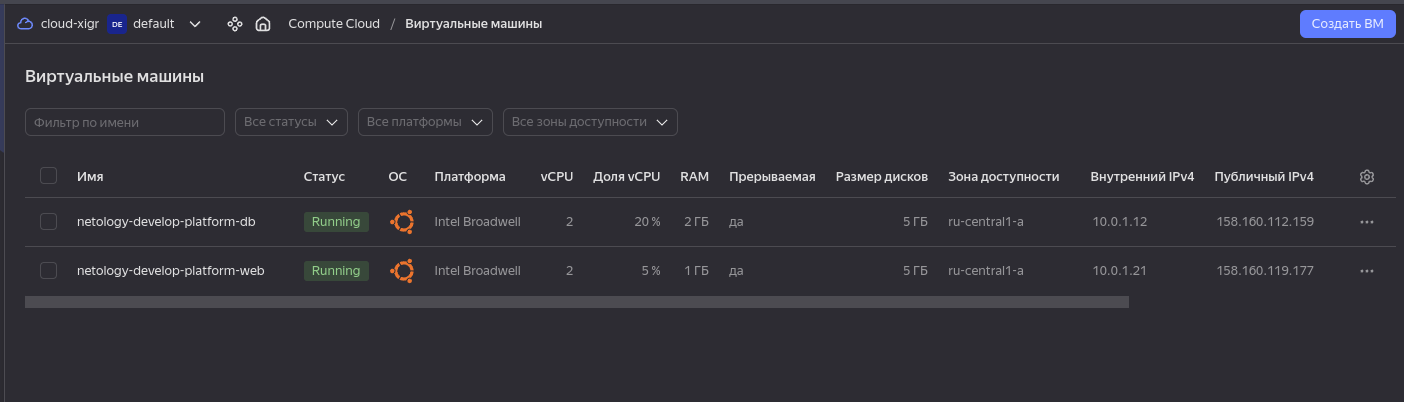 cloud-xigr DE default Compute Cloud / Виртуальные машины Создать ВМ
Виртуальные машины
Фильтр по имени Все статусы Все платформы Все зоны доступности
Имя Статус ОС Платформа vCPU Доля vCPU RAM Прерываемая Размер дисков Зона доступности Внутренний IPv4 Публичный IPv4
netology-develop-platform-db Running Intel Broadwell 2 20 % 2 ГБ да 5 ГБ ru-central1-a 10.0.1.12 158.160.112.159
netology-develop-platform-web Running Intel Broadwell 2 5 % 1 ГБ да 5 ГБ ru-central1-a 10.0.1.21 158.160.119.177